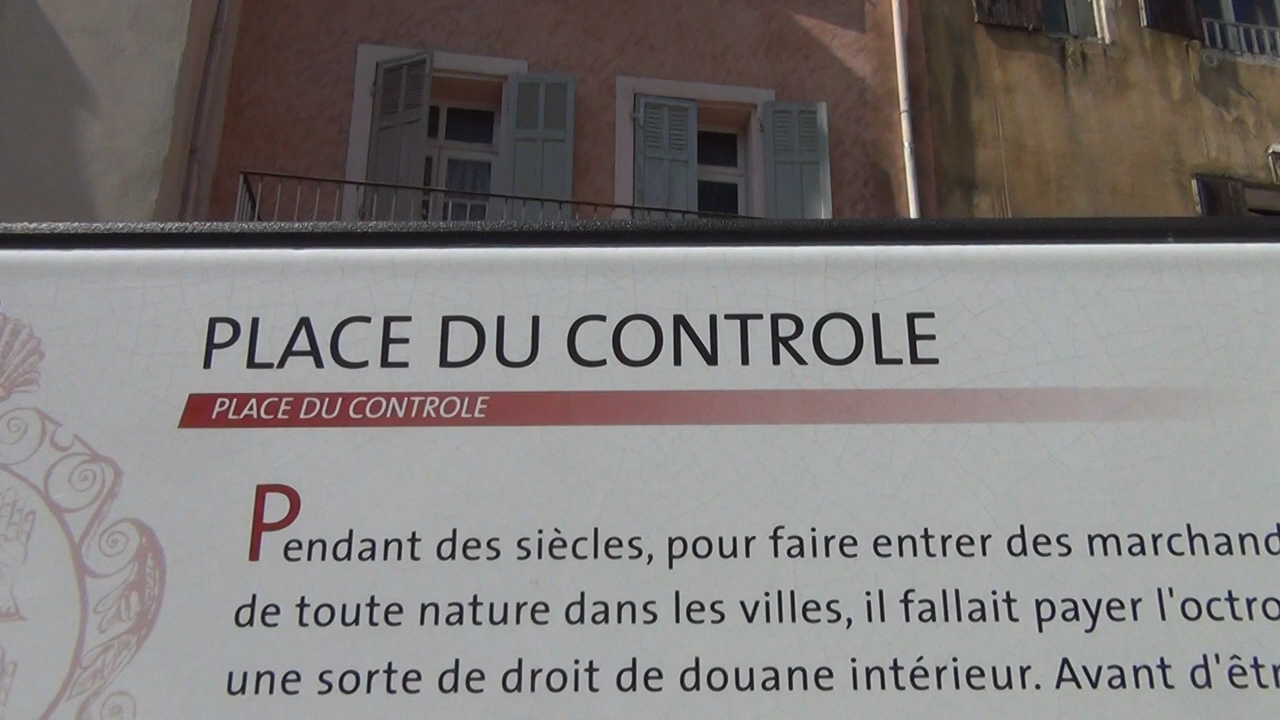 PLACE DU CONTROLE
PLACE DU CONTROLE
Pendant des siècles, pour faire entrer des marchand
de toute nature dans les villes, il fallait payer l'octro
une sorte de droit de douane intérieur. Avant d'êtr